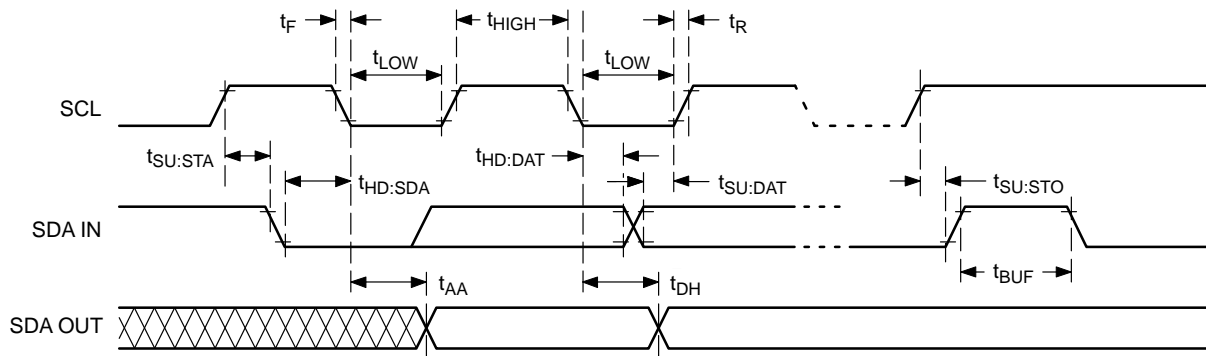 tF
tHIGH
tR
tLOW
tLOW
SCL
tSU:STA
tHD:DAT
tHD:SDA
tSU:DAT
tSU:STO
SDA IN
tBUF
tAA
tDH
SDA OUT